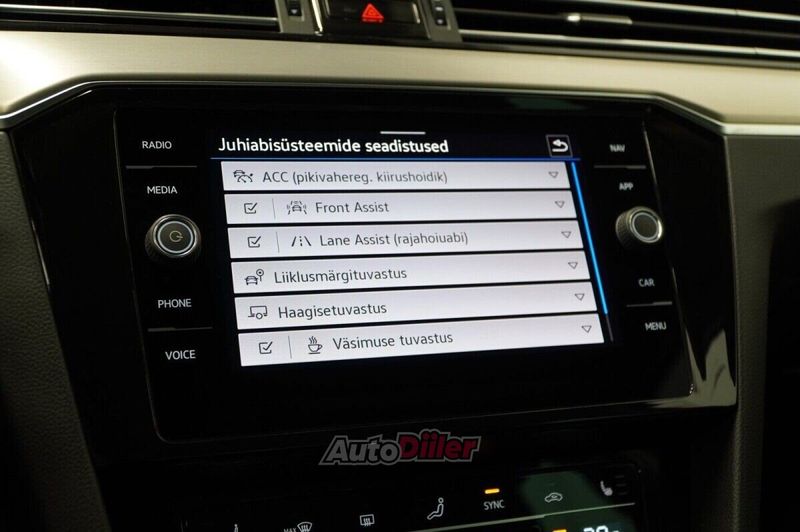 RADIO
MEDIA
PHONE
VOICE
Juhiabisüsteemide seadistused
ACC (pikivahereg. kiirushoidik)
Front Assist
Lane Assist (rajahoiuabi)
Liiklusmärgituvastus
Haagisetuvastus
Väsimuse tuvastus
NAV
APP
CAR
MENU
AutoDiiler
MAX
SYNC